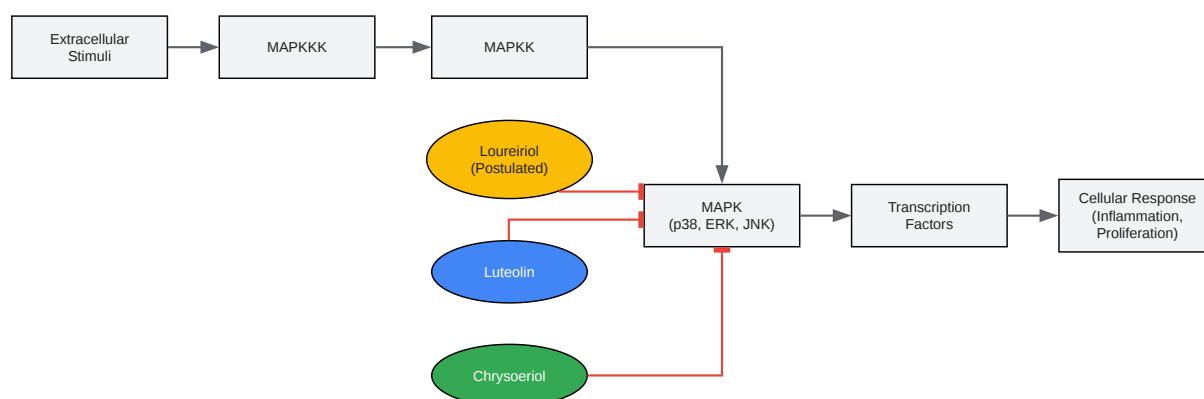 Extracellular
Stimuli
MAPKKK
MAPKK
Loureiriol
(Postulated)
MAPK
(p38, ERK, JNK)
Transcription
Factors
Cellular Response
(Inflammation,
Proliferation)
Luteolin
Chrysoeriol